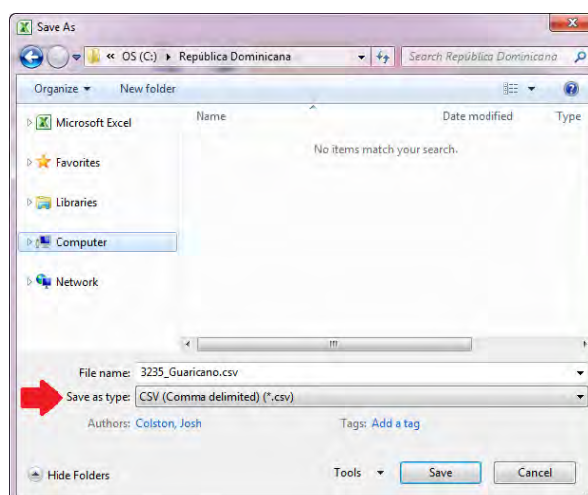 Save As
« OS (C:) ▸ República Dominicana
Search República Dominicana
Organize ▾ New folder
Name Date modified Type
Microsoft Excel
No items match your search.
Favorites
Libraries
Computer
Network
File name: 3235_Guaricano.csv
Save as type: CSV (Comma delimited) (*.csv)
Authors: Colston, Josh Tags: Add a tag
Hide Folders Tools ▾ Save Cancel